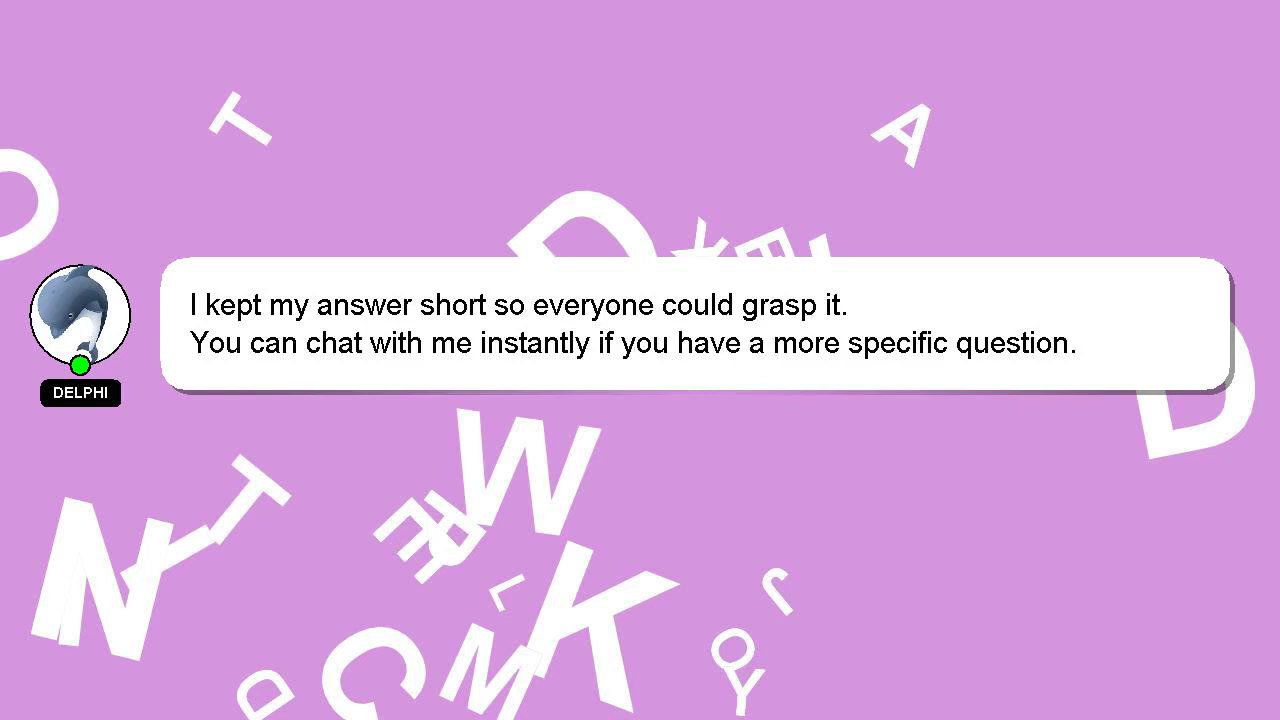 I kept my answer short so everyone could grasp it.
You can chat with me instantly if you have a more specific question.
DELPHI
T
A
D
K
E
D
W
T
N
Y
E
R
L
K
J
O
Y
M
C
D